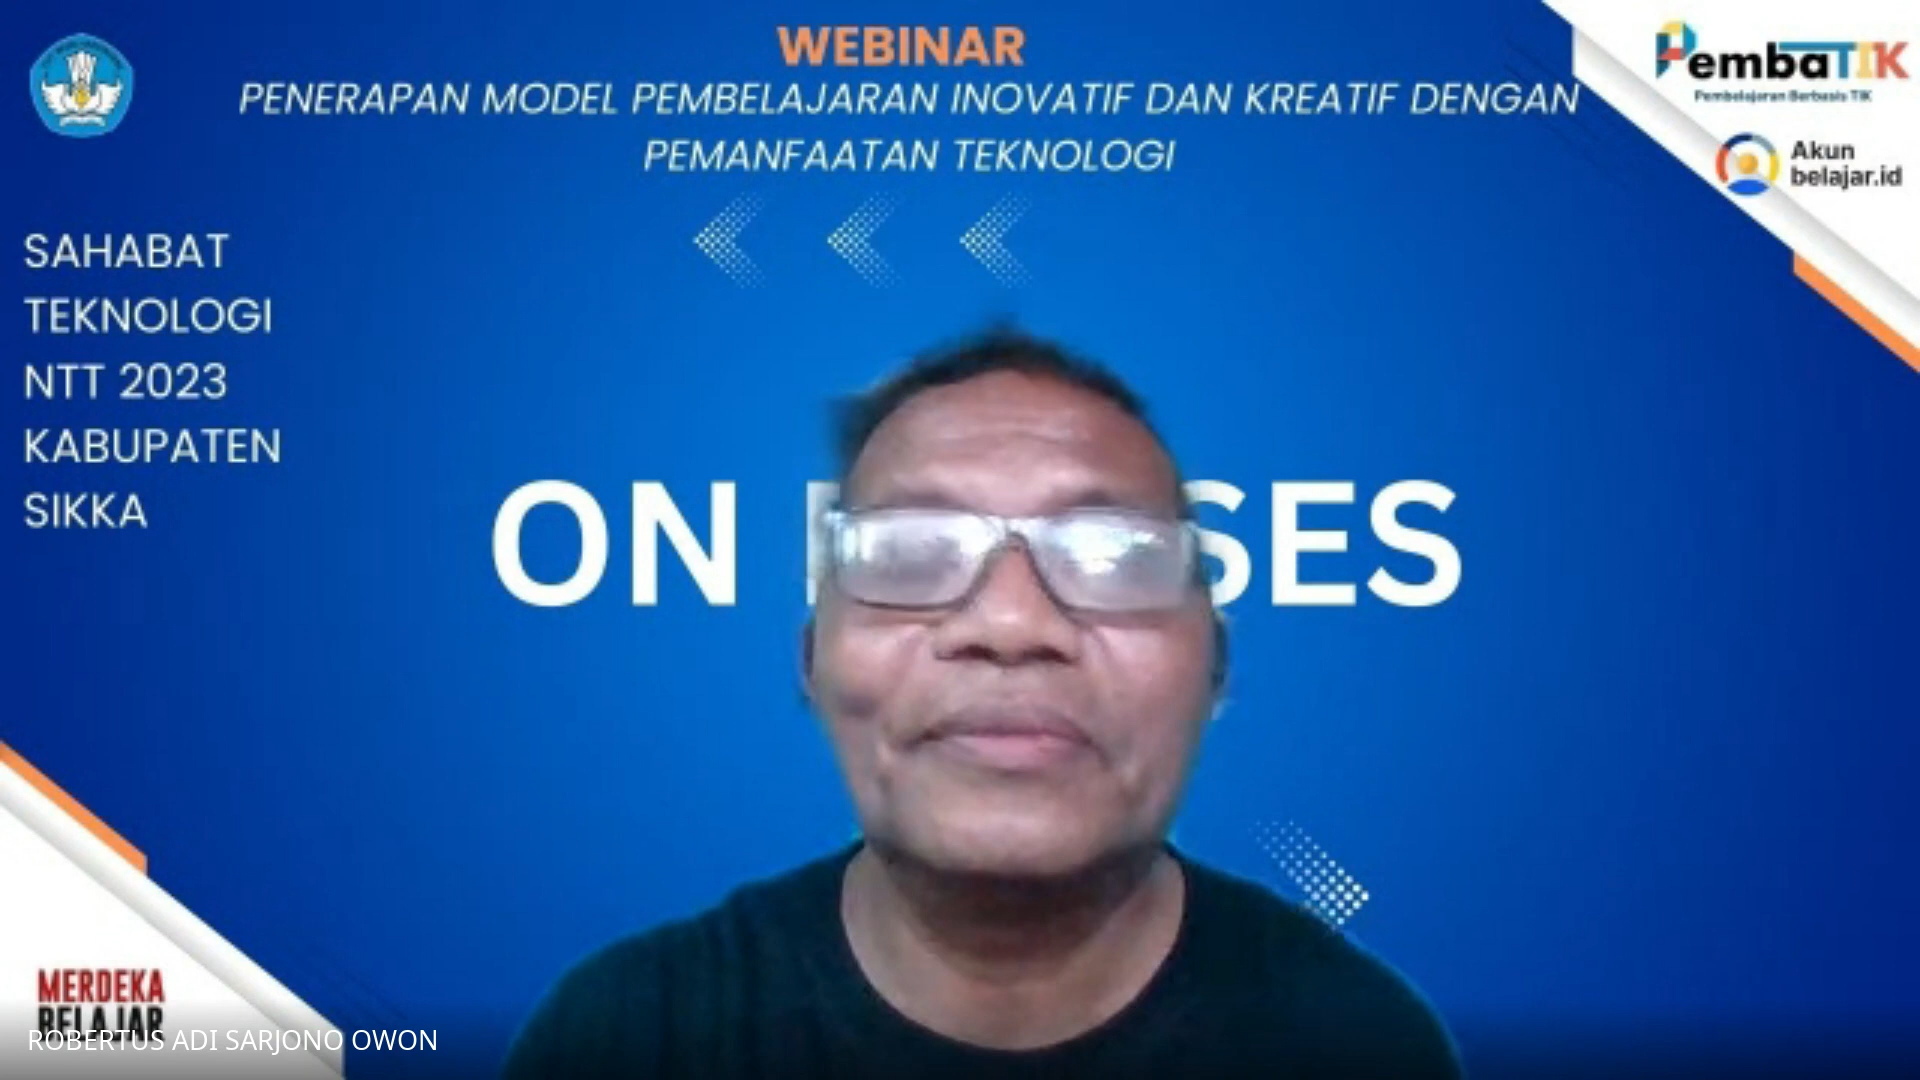 WEBINAR
PENERAPAN MODEL PEMBELAJARAN INOVATIF DAN KREATIF DENGAN
PEMANFAATAN TEKNOLOGI
PembaTIK
Pembelajaran Berbasis TIK
Akun
belajar.id
SAHABAT
TEKNOLOGI
NTT 2023
KABUPATEN
SIKKA
ON SES
MERDEKA
BELAJAR
ROBERTUS ADI SARJONO OWON